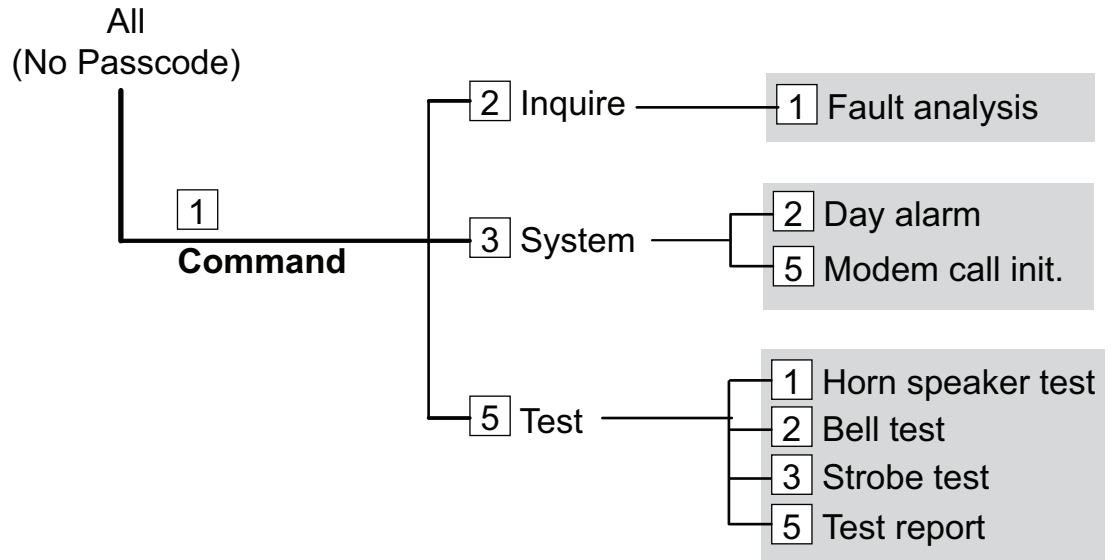 All
(No Passcode)
1
Command
2 Inquire
1 Fault analysis
3 System
2 Day alarm
5 Modem call init.
5 Test
1 Horn speaker test
2 Bell test
3 Strobe test
5 Test report